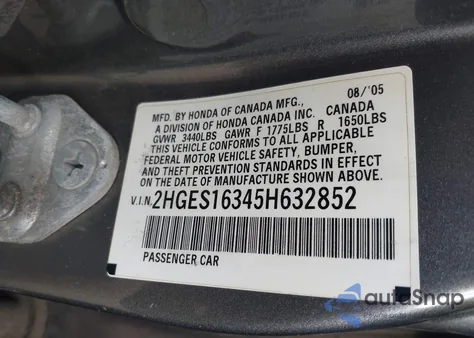 08/'05
MFD. BY HONDA OF CANADA MFG.,
A DIVISION OF HONDA CANADA INC. CANADA
GVWR 3440LBS GAWR F 1775LBS R 1650LBS
THIS VEHICLE CONFORMS TO ALL APPLICABLE
FEDERAL MOTOR VEHICLE SAFETY, BUMPER,
AND THEFT PREVENTION STANDARDS IN EFFECT
ON THE DATE OF MANUFACTURE SHOWN ABOVE.
V.I.N. 2HGES16345H632852
PASSENGER CAR
autoSnap